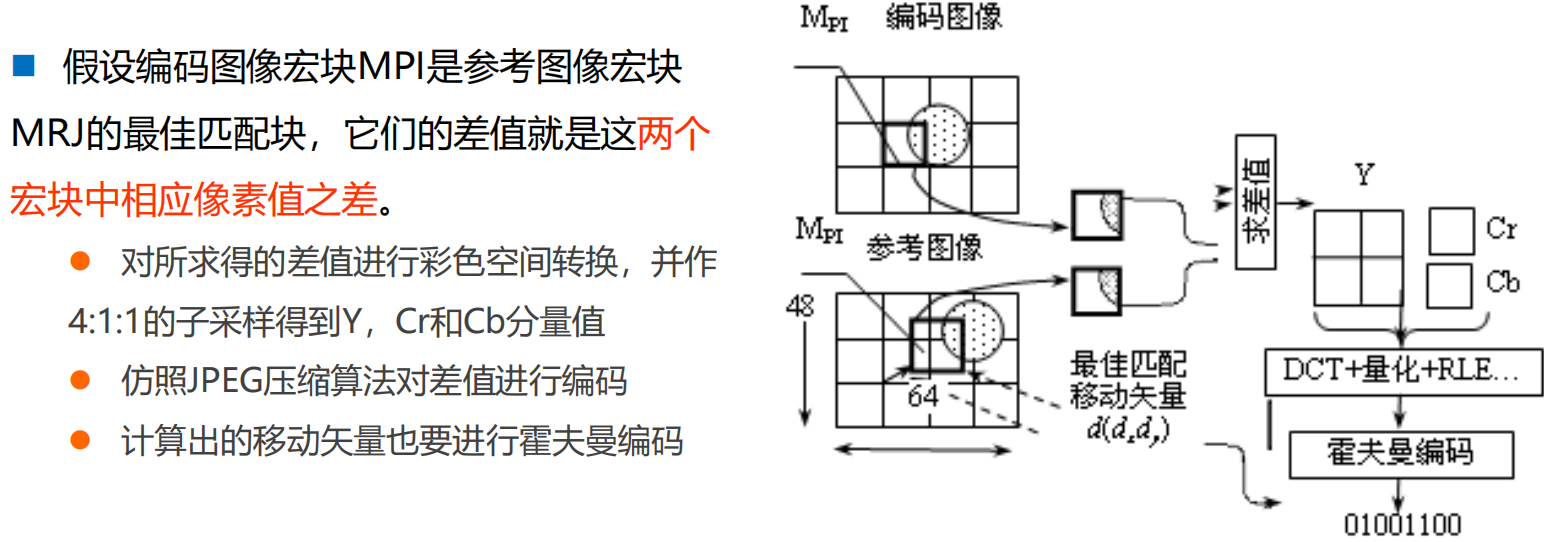 假设编码图像宏块MPI是参考图像宏块
MRJ的最佳匹配块，它们的差值就是这两个
宏块中相应像素值之差。
对所求得的差值进行彩色空间转换，并作
4:1:1的子采样得到Y，Cr和Cb分量值
仿照JPEG压缩算法对差值进行编码
计算出的移动矢量也要进行霍夫曼编码
MPI 编码图像
MPI 参考图像
48
64
求差值
Y
Cr
Cb
最佳匹配
移动矢量
d(dxdy)
DCT+量化+RLE...
霍夫曼编码
01001100